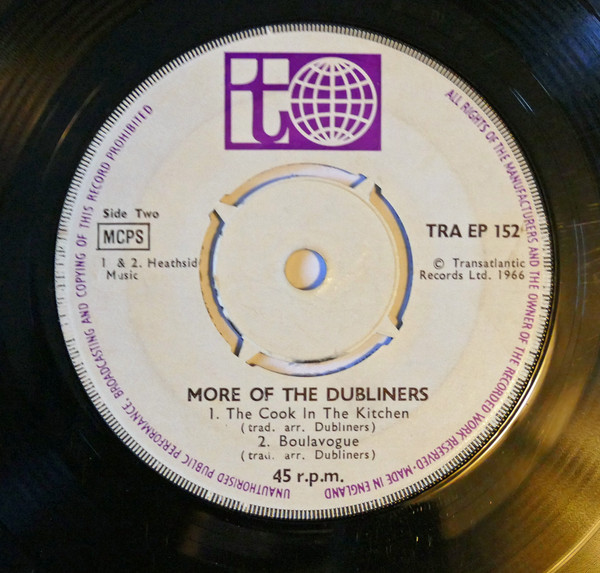 t
UNAUTHORISED PUBLIC PERFORMANCE, BROADCASTING AND COPYING OF THIS RECORD PROHIBITED
ALL RIGHTS OF THE MANUFACTURERS AND THE OWNER OF THE RECORDED WORK RESERVED-MADE IN ENGLAND
Side Two
MCPS
1 & 2. Heathsid
Music
TRA EP 152
© Transatlantic
Records Ltd. 1966
MORE OF THE DUBLINERS
1. The Cook In The Kitchen
(trad. arr. Dubliners)
2. Boulavogue
(trad. arr. Dubliners)
45 r.p.m.